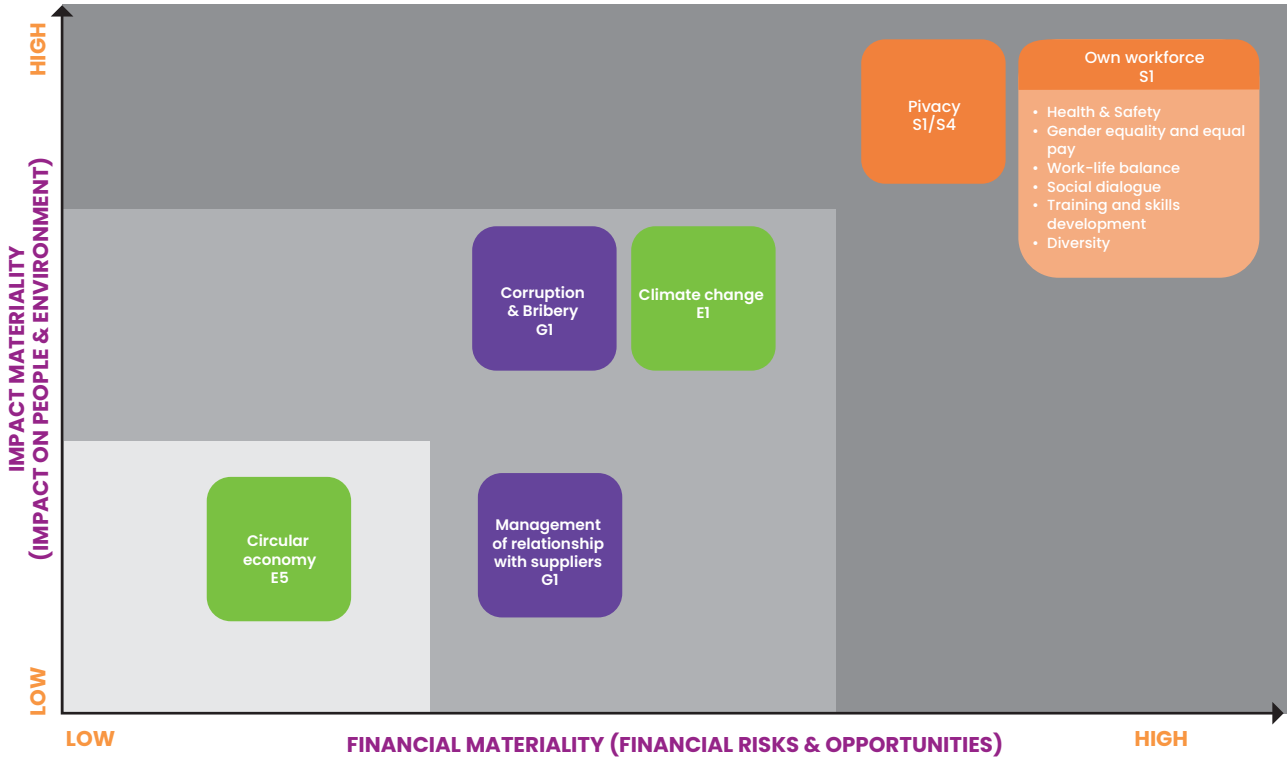 HIGH
IMPACT MATERIALITY
(IMPACT ON PEOPLE & ENVIRONMENT)
LOW
Pivacy
S1/S4
Own workforce
S1
• Health & Safety
• Gender equality and equal
pay
• Work-life balance
• Social dialogue
• Training and skills
development
• Diversity
Corruption
& Bribery
G1
Climate change
E1
Circular
economy
E5
Management
of relationship
with suppliers
G1
LOW
FINANCIAL MATERIALITY (FINANCIAL RISKS & OPPORTUNITIES)
HIGH